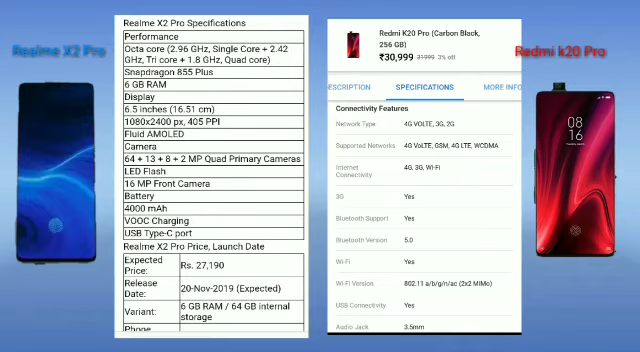 Realme X2 Pro
Realme X2 Pro Specifications
Performance
Octa core (2.96 GHz, Single Core + 2.42
GHz, Tri core + 1.8 GHz, Quad core)
Snapdragon 855 Plus
6 GB RAM
Display
6.5 inches (16.51 cm)
1080x2400 px, 405 PPI
Fluid AMOLED
Camera
64 + 13 + 8 + 2 MP Quad Primary Cameras
LED Flash
16 MP Front Camera
Battery
4000 mAh
VOOC Charging
USB Type-C port
Realme X2 Pro Price, Launch Date
Expected Price: Rs. 27,190
Release Date: 20-Nov-2019 (Expected)
Variant: 6 GB RAM / 64 GB internal storage
Phone
Redmi K20 Pro (Carbon Black,
256 GB)
₹30,999 31999 3% off
ESCRIPTION SPECIFICATIONS MORE INFO
Connectivity Features
Network Type 4G VOLTE, 3G, 2G
Supported Networks 4G VoLTE, GSM, 4G LTE, WCDMA
Internet Connectivity 4G, 3G, Wi-Fi
3G Yes
Bluetooth Support Yes
Bluetooth Version 5.0
Wi-Fi Yes
Wi-Fi Version 802.11 a/b/g/n/ac (2x2 MIMO)
USB Connectivity Yes
Audio Jack 3.5mm
Redmi k20 Pro
08
16